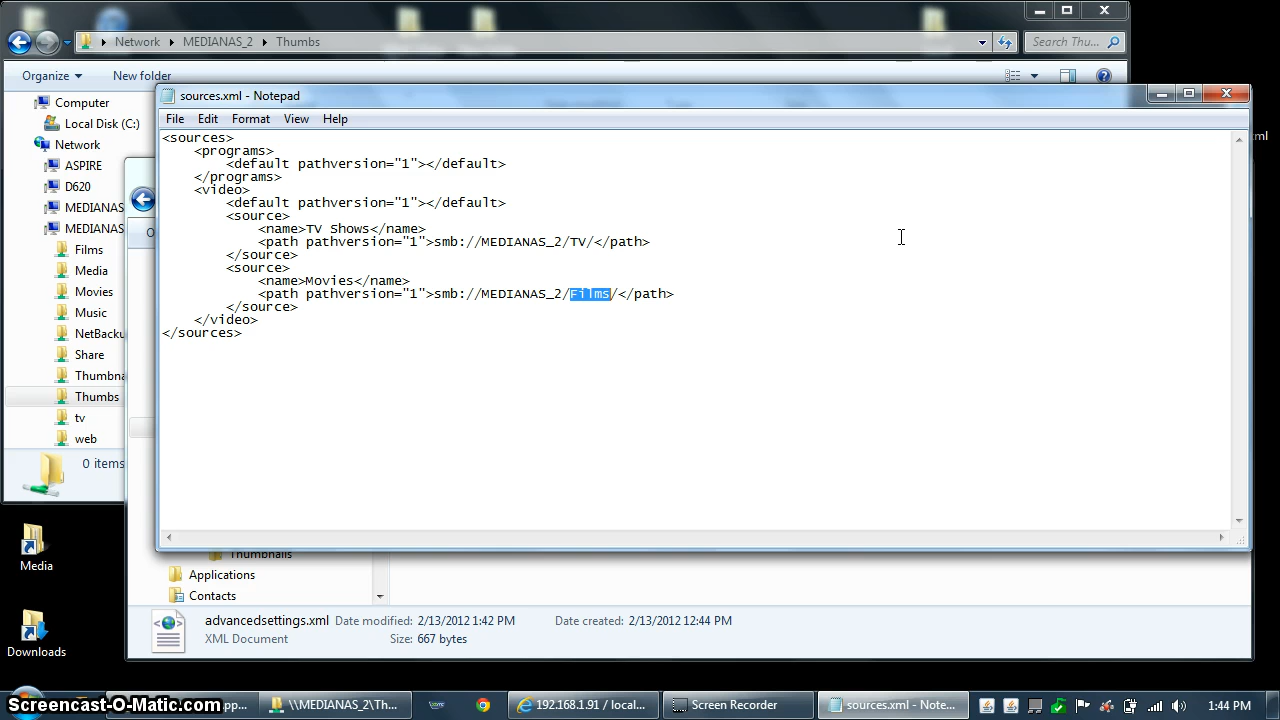 Network MEDIANAS_2 Thumbs Search Thu...
Organize New folder
sources.xml - Notepad
Computer
Local Disk (C:)
Network
ASPIRE
D620
MEDIANAS
MEDIANAS
Films
Media
Movies
Music
NetBacku
Share
Thumbna
Thumbs
tv
web
0 items
File Edit Format View Help
<sources>
<programs>
<default pathversion="1"></default>
</programs>
<video>
<default pathversion="1"></default>
<source>
<name>TV Shows</name>
<path pathversion="1">smb://MEDIANAS_2/TV/</path>
</source>
<source>
<name>Movies</name>
<path pathversion="1">smb://MEDIANAS_2/Films/</path>
</source>
</video>
</sources>
ml
O
Thumbnails
Applications
Contacts
advancedsettings.xml Date modified: 2/13/2012 1:42 PM Date created: 2/13/2012 12:44 PM
XML Document Size: 667 bytes
Media
Downloads
Screencast-O-Matic.com
pp...
\\MEDIANAS_2\Th...
192.168.1.91 / local...
Screen Recorder
sources.xml - Note...
1:44 PM